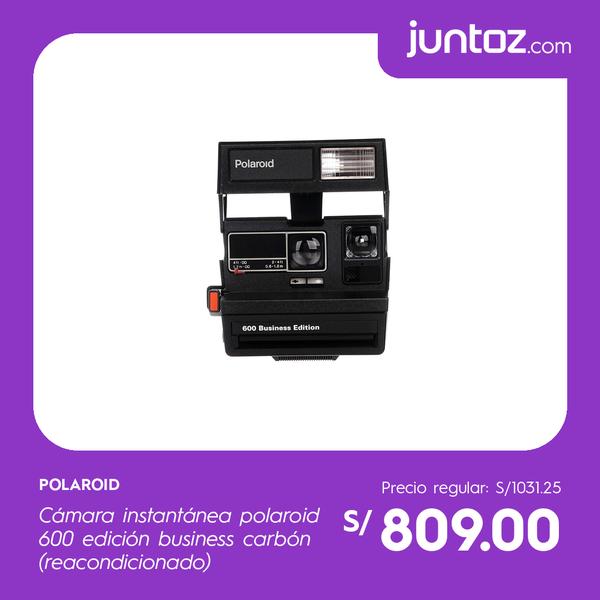 juntoz.com
Polaroid
600 Business Edition
POLAROID
Cámara instantánea polaroid
600 edición business carbón
(reacondicionado)
Precio regular: S/1031.25
S/ 809.00